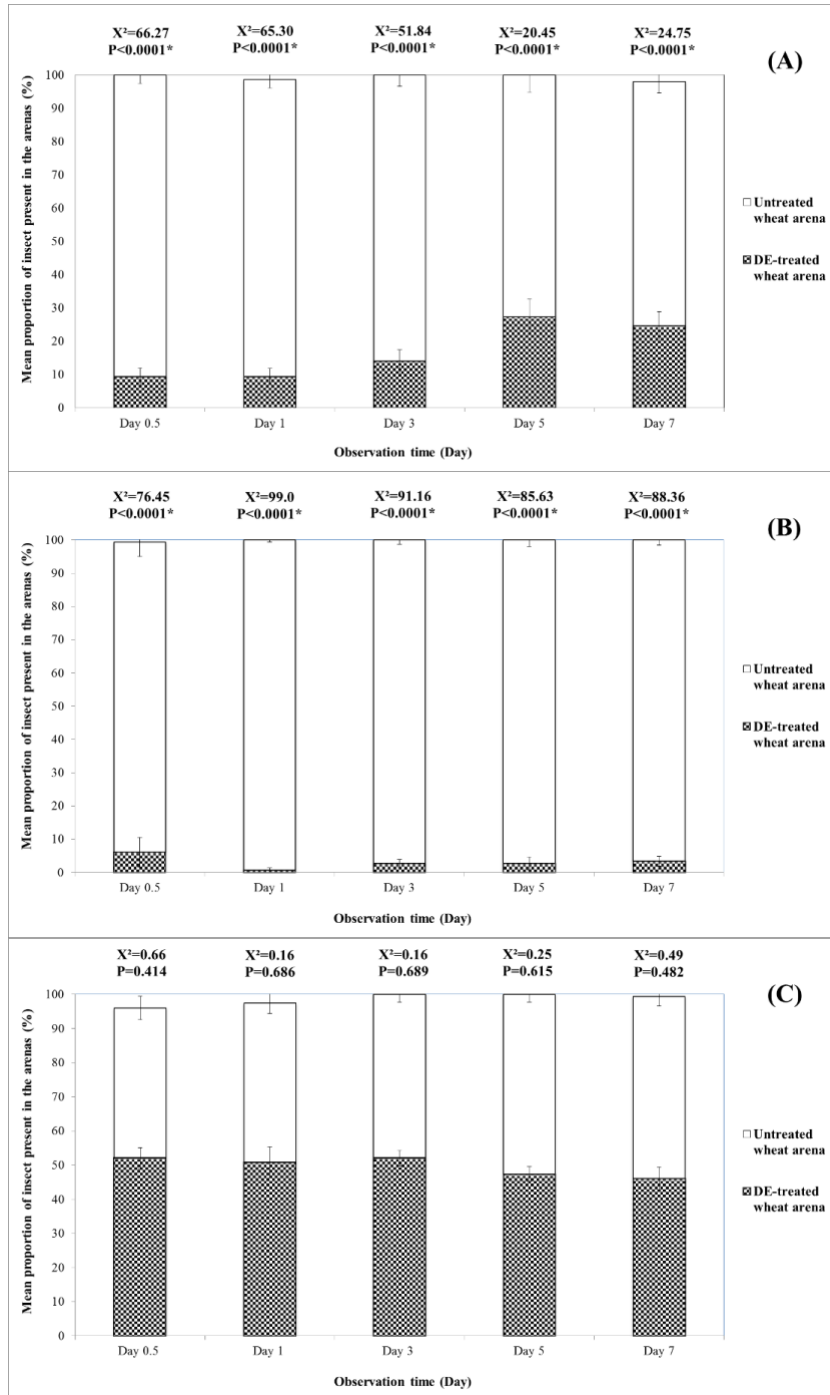 X²=66.27 X²=65.30 X²=51.84 X²=20.45 X²=24.75
P<0.0001* P<0.0001* P<0.0001* P<0.0001* P<0.0001*
(A)
Mean proportion of insect present in the arenas (%)
100
90
80
70
60
50
40
30
20
10
0
Day 0.5 Day 1 Day 3 Day 5 Day 7
Observation time (Day)
Untreated
wheat arena
DE-treated
wheat arena
X²=76.45 X²=99.0 X²=91.16 X²=85.63 X²=88.36
P<0.0001* P<0.0001* P<0.0001* P<0.0001* P<0.0001*
(B)
Mean proportion of insect present in the arenas (%)
100
90
80
70
60
50
40
30
20
10
0
Day 0.5 Day 1 Day 3 Day 5 Day 7
Observation time (Day)
Untreated
wheat arena
DE-treated
wheat arena
X²=0.66 X²=0.16 X²=0.16 X²=0.25 X²=0.49
P=0.414 P=0.686 P=0.689 P=0.615 P=0.482
(C)
Mean proportion of insect present in the arenas (%)
100
90
80
70
60
50
40
30
20
10
0
Day 0.5 Day 1 Day 3 Day 5 Day 7
Observation time (Day)
Untreated
wheat arena
DE-treated
wheat arena